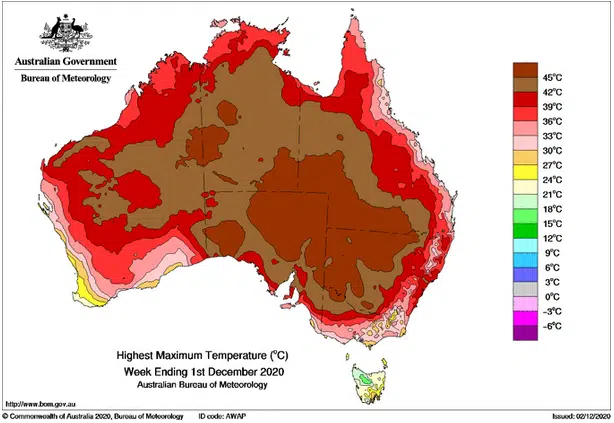 Australian Government
Bureau of Meteorology
45°C
42°C
39°C
36°C
33°C
30°C
27°C
24°C
21°C
18°C
15°C
12°C
9°C
6°C
3°C
0°C
-3°C
-6°C
Highest Maximum Temperature (°C)
Week Ending 1st December 2020
Australian Bureau of Meteorology
http://www.bom.gov.au
© Commonwealth of Australia 2020, Bureau of Meteorology ID code: AWAP Issued: 02/12/2020